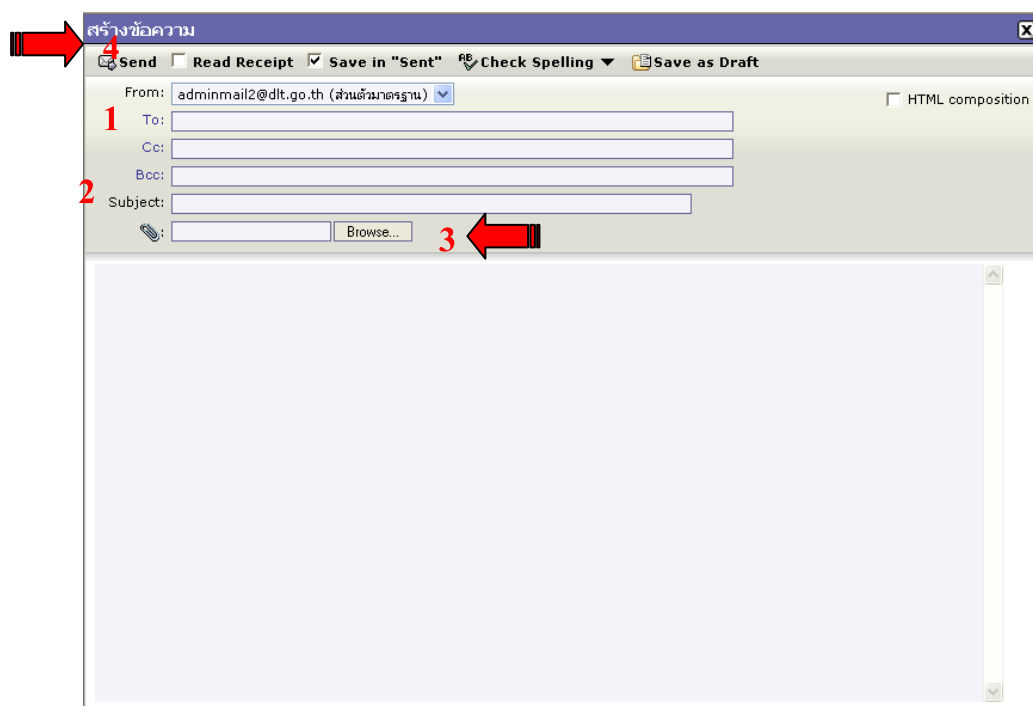 สร้างข้อความ
4
Send Read Receipt Save in "Sent" Check Spelling Save as Draft
From: adminmail2@dlt.go.th (ส่วนตัวมาตรฐาน) HTML composition
1 To:
Cc:
Bcc:
2 Subject:
: Browse... 3